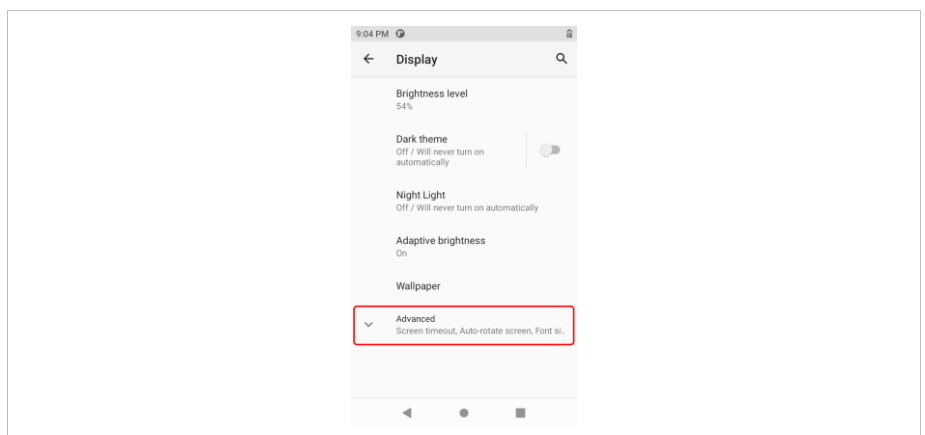 9:04 PM
Display
Brightness level
54%
Dark theme
Off / Will never turn on
automatically
Night Light
Off / Will never turn on automatically
Adaptive brightness
On
Wallpaper
Advanced
Screen timeout, Auto-rotate screen, Font si..